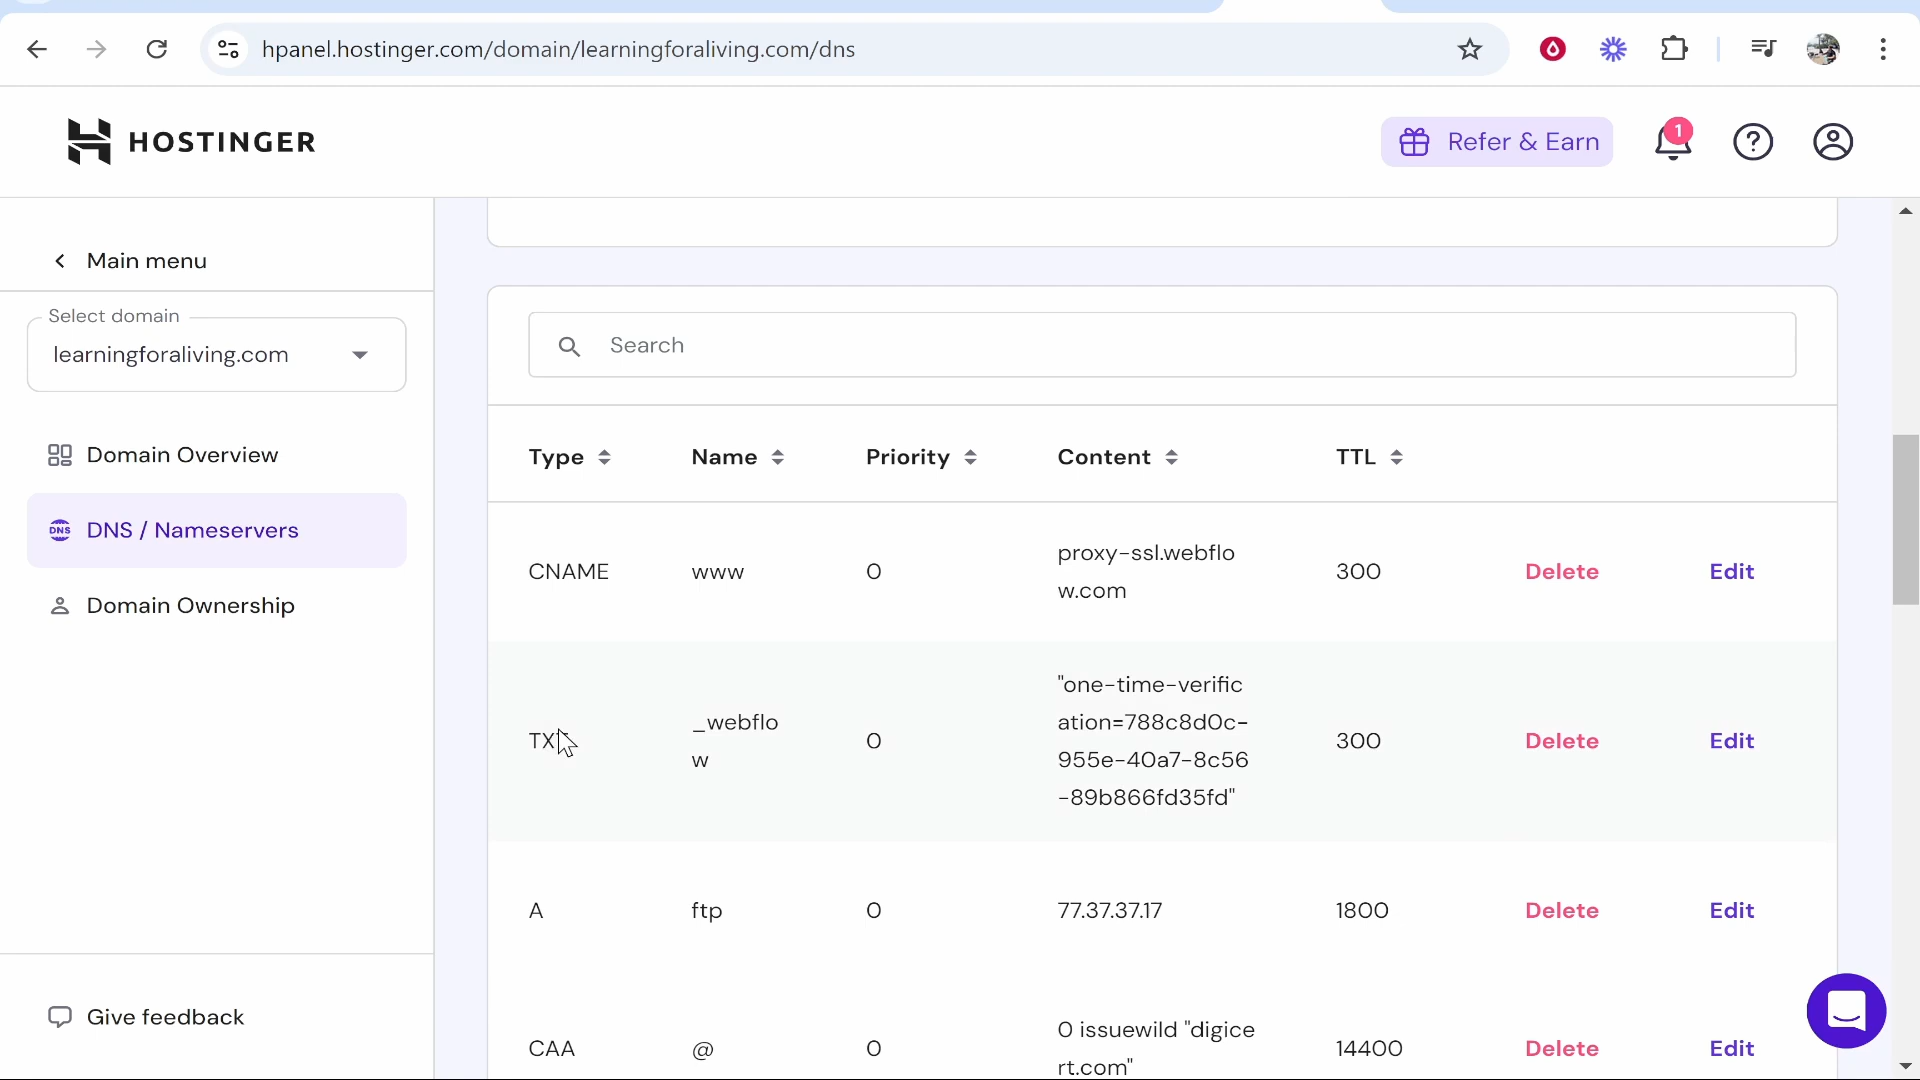 hpanel.hostinger.com/domain/learningforaliving.com/dns
HOSTINGER
Refer & Earn
1
Main menu
Select domain
learningforaliving.com
Domain Overview
DNS / Nameservers
Domain Ownership
Give feedback
Search
Type Name Priority Content TTL
CNAME www 0 proxy-ssl.webflo
w.com 300 Delete Edit
TXT _webflo
w 0 "one-time-verific
ation=788c8d0c-
955e-40a7-8c56
-89b866fd35fd" 300 Delete Edit
A ftp 0 77.37.37.17 1800 Delete Edit
CAA @ 0 0 issuewild "digice
rt.com" 14400 Delete Edit